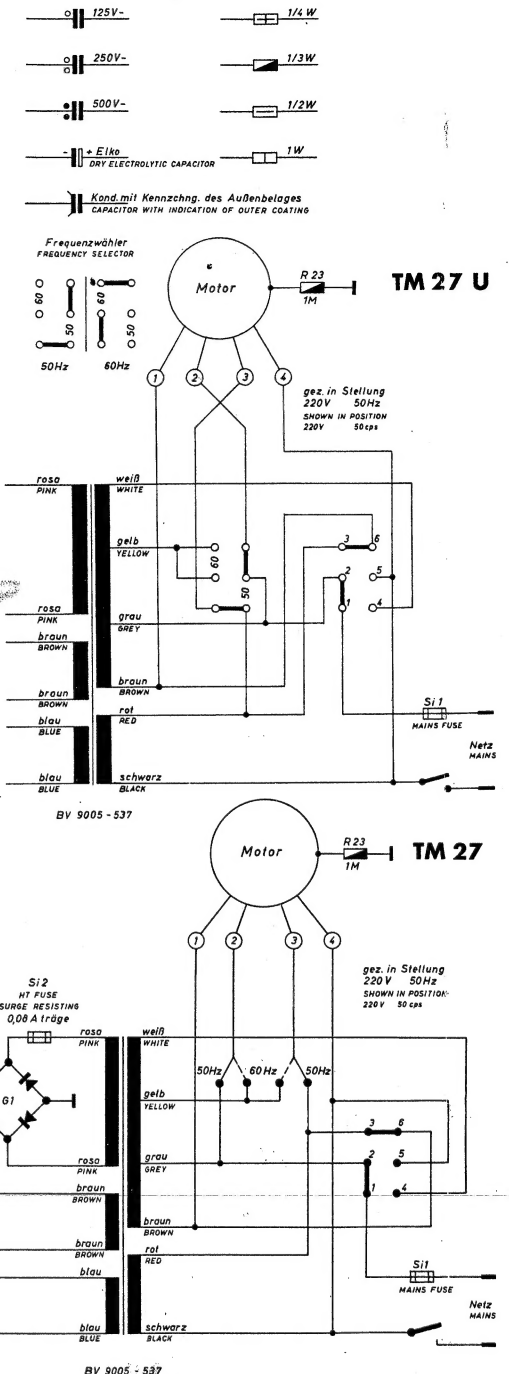 125V-
1/4 W
250V-
1/3W
500V-
1/2W
- + Elko
DRY ELECTROLYTIC CAPACITOR
1W
Kond.mit Kennzchng. des Außenbelages
CAPACITOR WITH INDICATION OF OUTER COATING
Frequenzwähler
FREQUENCY SELECTOR
60
50
60
50
50Hz
60Hz
Motor
R 23
1M
TM 27 U
1
2
3
4
gez. in Stellung
220V 50Hz
SHOWN IN POSITION
220V 50cps
rosa
PINK
weiß
WHITE
gelb
YELLOW
60
50
3
6
2
5
1
4
rosa
PINK
grau
GREY
braun
BROWN
braun
BROWN
braun
BROWN
rot
RED
blau
BLUE
Si 1
MAINS FUSE
Netz
MAINS
blau
BLUE
schwarz
BLACK
BV 9005 - 537
Motor
R 23
1M
TM 27
1
2
3
4
gez. in Stellung
220 V 50Hz
SHOWN IN POSITION
220V 50 cps
Si 2
HT FUSE
SURGE RESISTING
0,08 A träge
rosa
PINK
weiß
WHITE
50Hz
60 Hz
50Hz
G1
gelb
YELLOW
3
6
2
5
1
4
rosa
PINK
grau
GREY
braun
BROWN
braun
BROWN
braun
BROWN
rot
RED
blau
Si1
MAINS FUSE
Netz
MAINS
blau
BLUE
schwarz
BLACK
BV 9005 - 537